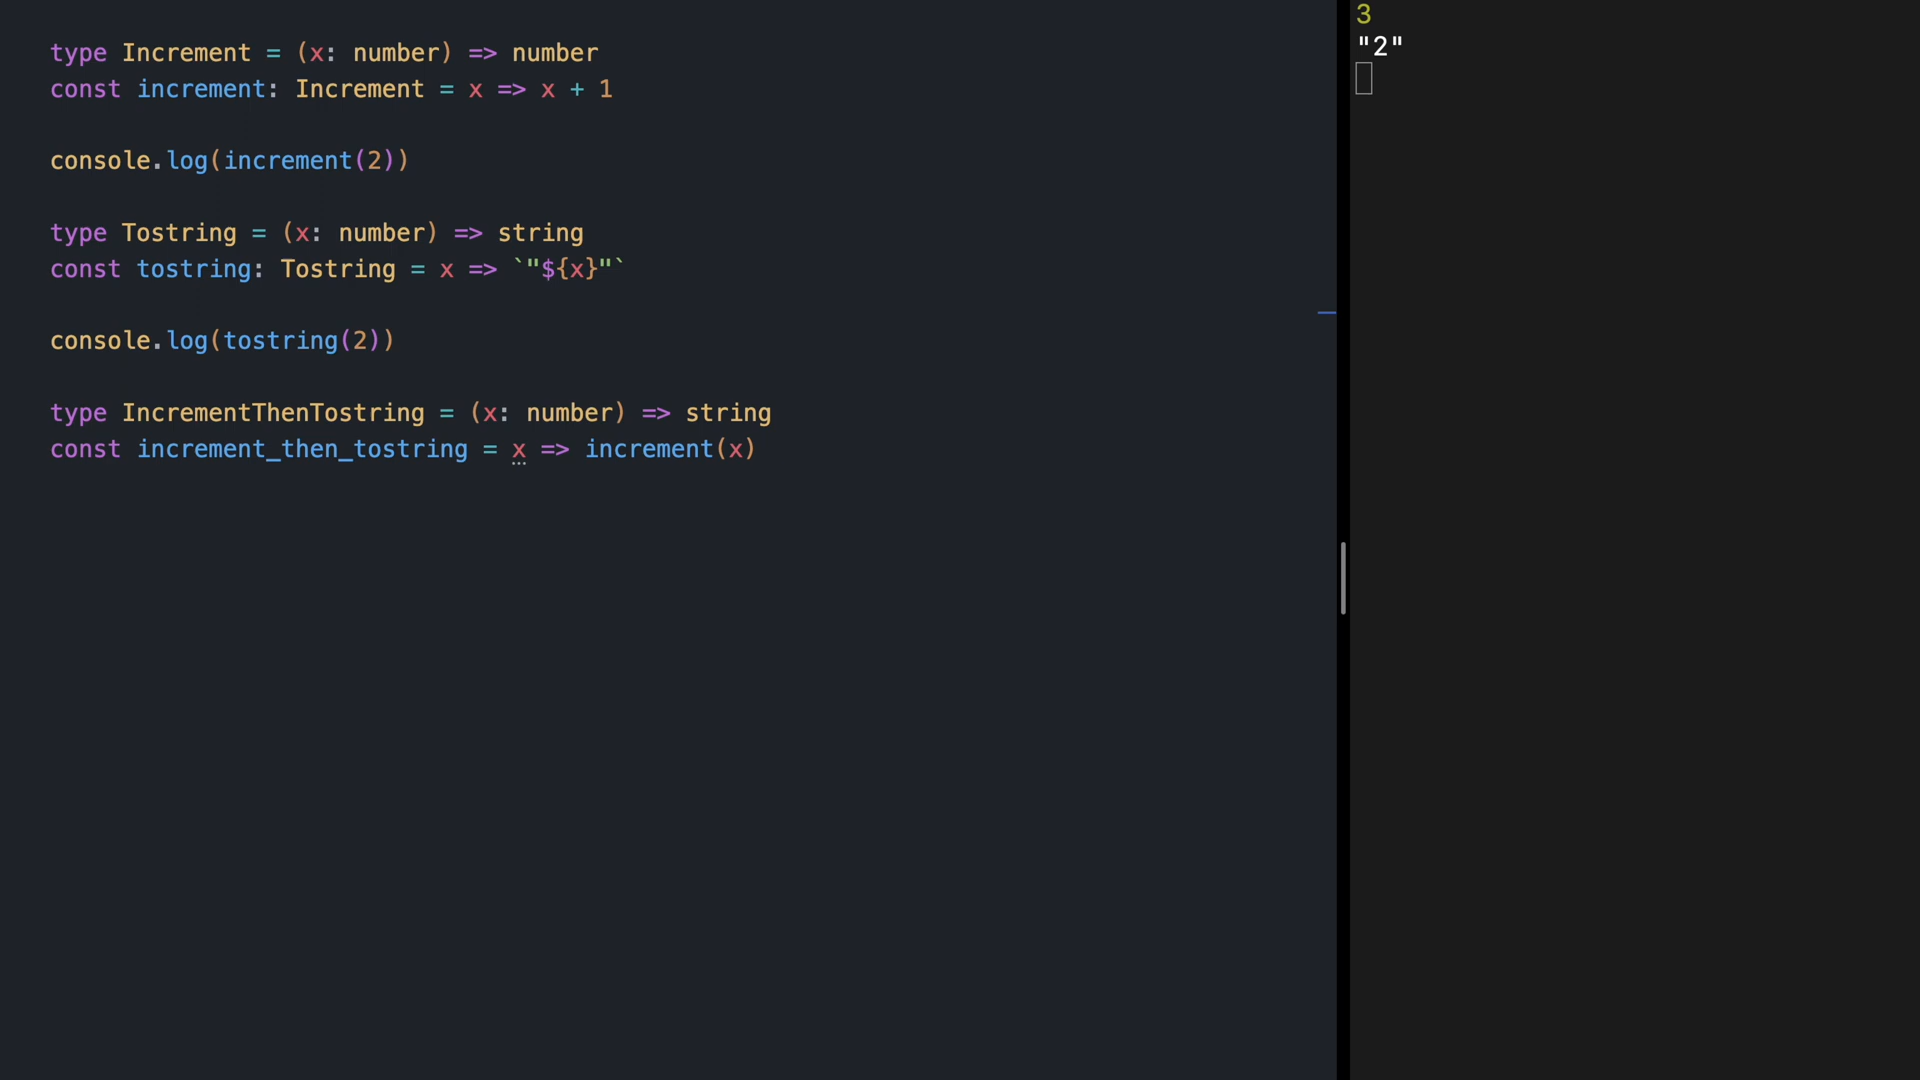 type Increment = (x: number) => number
const increment: Increment = x => x + 1
console.log(increment(2))
type Tostring = (x: number) => string
const tostring: Tostring = x => `"${x}"`
console.log(tostring(2))
type IncrementThenTostring = (x: number) => string
const increment_then_tostring = x => increment(x)
3
"2"